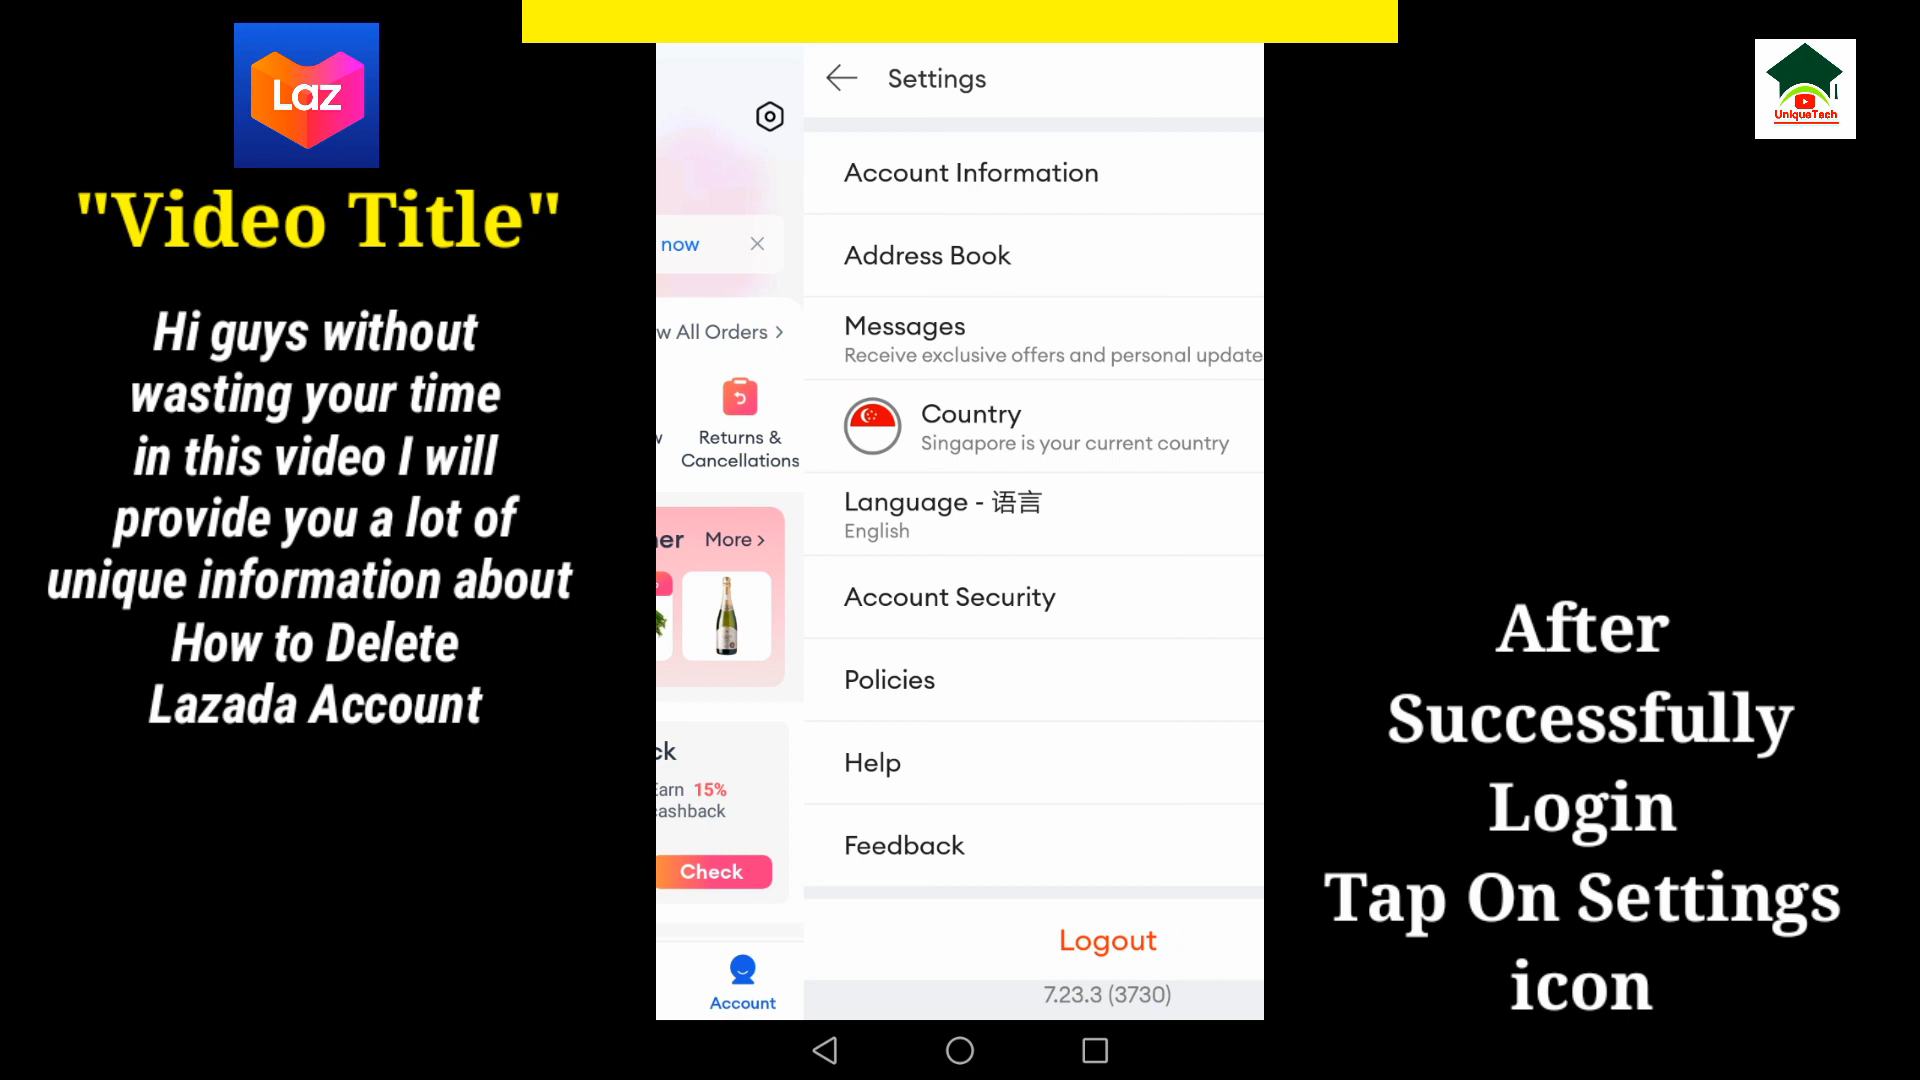 Laz
"Video Title"
Hi guys without
wasting your time
in this video I will
provide you a lot of
unique information about
How to Delete
Lazada Account
now
w All Orders
Returns &
Cancellations
er More
ck
Earn 15%
cashback
Check
Account
Settings
Account Information
Address Book
Messages
Receive exclusive offers and personal update
Country
Singapore is your current country
Language - 语言
English
Account Security
Policies
Help
Feedback
Logout
7.23.3 (3730)
UniqueTech
After
Successfully
Login
Tap On Settings
icon